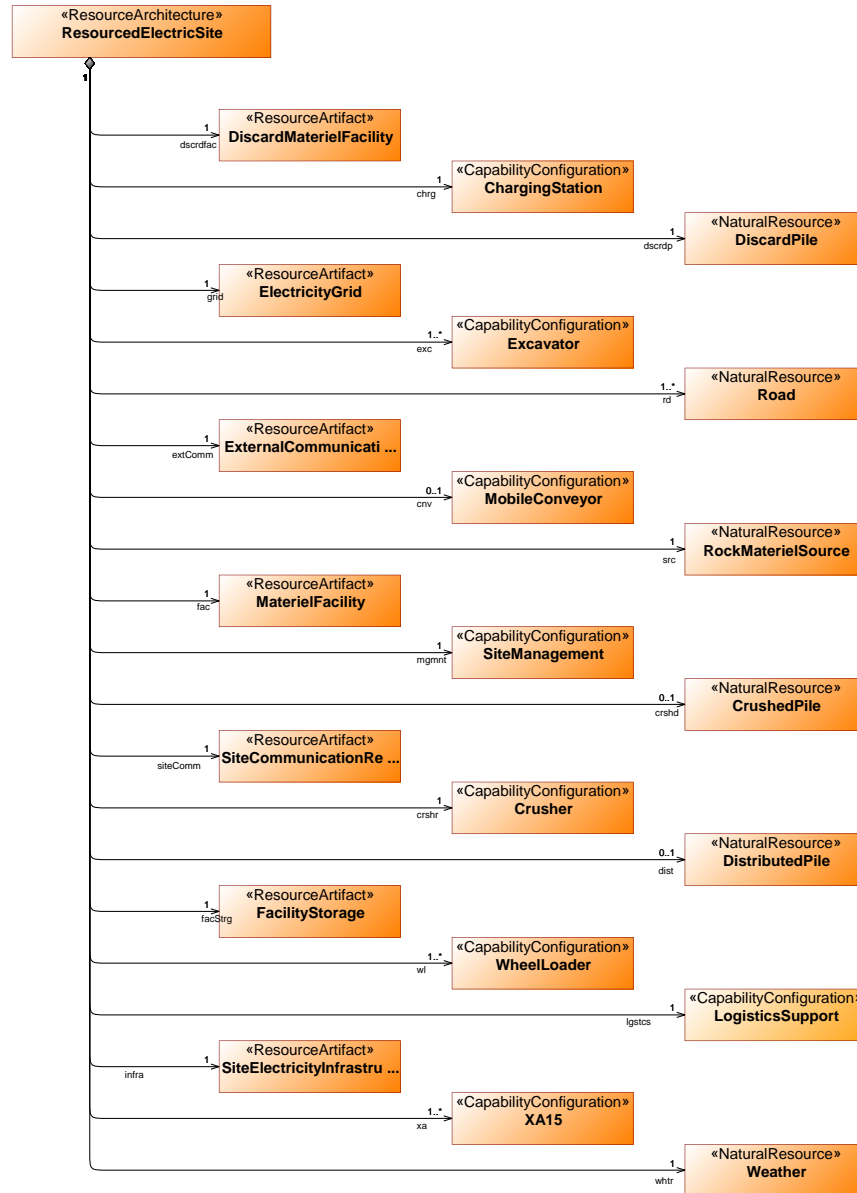 «ResourceArchitecture»
ResourcedElectricSite
1
«ResourceArtifact»
DiscardMaterielFacility
1
dscrdfac
«CapabilityConfiguration»
ChargingStation
1
chrg
«NaturalResource»
DiscardPile
1
dscrdp
«ResourceArtifact»
ElectricityGrid
1
grid
«CapabilityConfiguration»
Excavator
1..*
exc
«NaturalResource»
Road
1..*
rd
«ResourceArtifact»
ExternalCommunicati ...
1
extComm
«CapabilityConfiguration»
MobileConveyor
0..1
cnv
«NaturalResource»
RockMaterielSource
1
src
«ResourceArtifact»
MaterielFacility
1
fac
«CapabilityConfiguration»
SiteManagement
1
mgmnt
«NaturalResource»
CrushedPile
0..1
crshd
«ResourceArtifact»
SiteCommunicationRe ...
1
siteComm
«CapabilityConfiguration»
Crusher
1
crshr
«NaturalResource»
DistributedPile
0..1
dist
«ResourceArtifact»
FacilityStorage
1
facStrg
«CapabilityConfiguration»
WheelLoader
1..*
wl
«CapabilityConfiguration»
LogisticsSupport
1
lgstcs
«ResourceArtifact»
SiteElectricityInfrastru ...
1
infra
«CapabilityConfiguration»
XA15
1..*
xa
«NaturalResource»
Weather
1
whtr